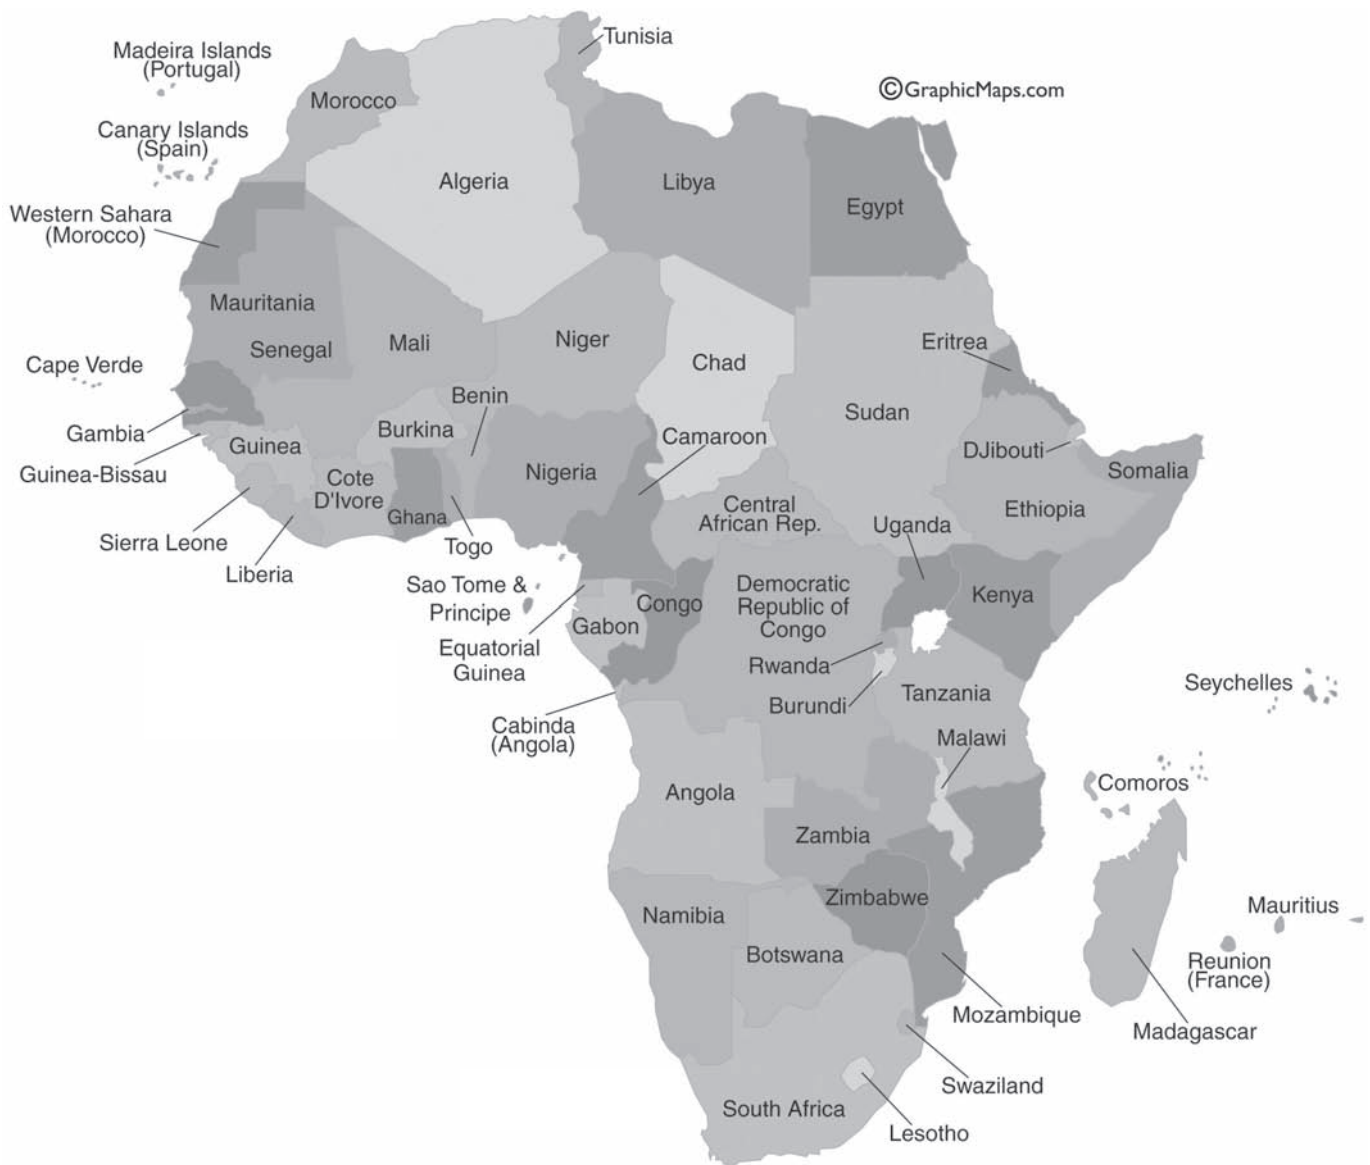 Tunisia
Madeira Islands
(Portugal)
©GraphicMaps.com
Morocco
Canary Islands
(Spain)
Algeria
Libya
Egypt
Western Sahara
(Morocco)
Mauritania
Senegal
Mali
Niger
Chad
Eritrea
Cape Verde
Benin
Sudan
Gambia
Burkina
Camaroon
DJibouti
Guinea
Somalia
Guinea-Bissau
Nigeria
Cote
D'Ivore
Ghana
Central
African Rep.
Ethiopia
Uganda
Sierra Leone
Togo
Liberia
Sao Tome &
Principe
Congo
Democratic
Republic of
Congo
Kenya
Gabon
Equatorial
Guinea
Rwanda
Burundi
Tanzania
Seychelles
Cabinda
(Angola)
Malawi
Angola
Comoros
Zambia
Zimbabwe
Namibia
Botswana
Mauritius
Reunion
(France)
Mozambique
Madagascar
Swaziland
South Africa
Lesotho